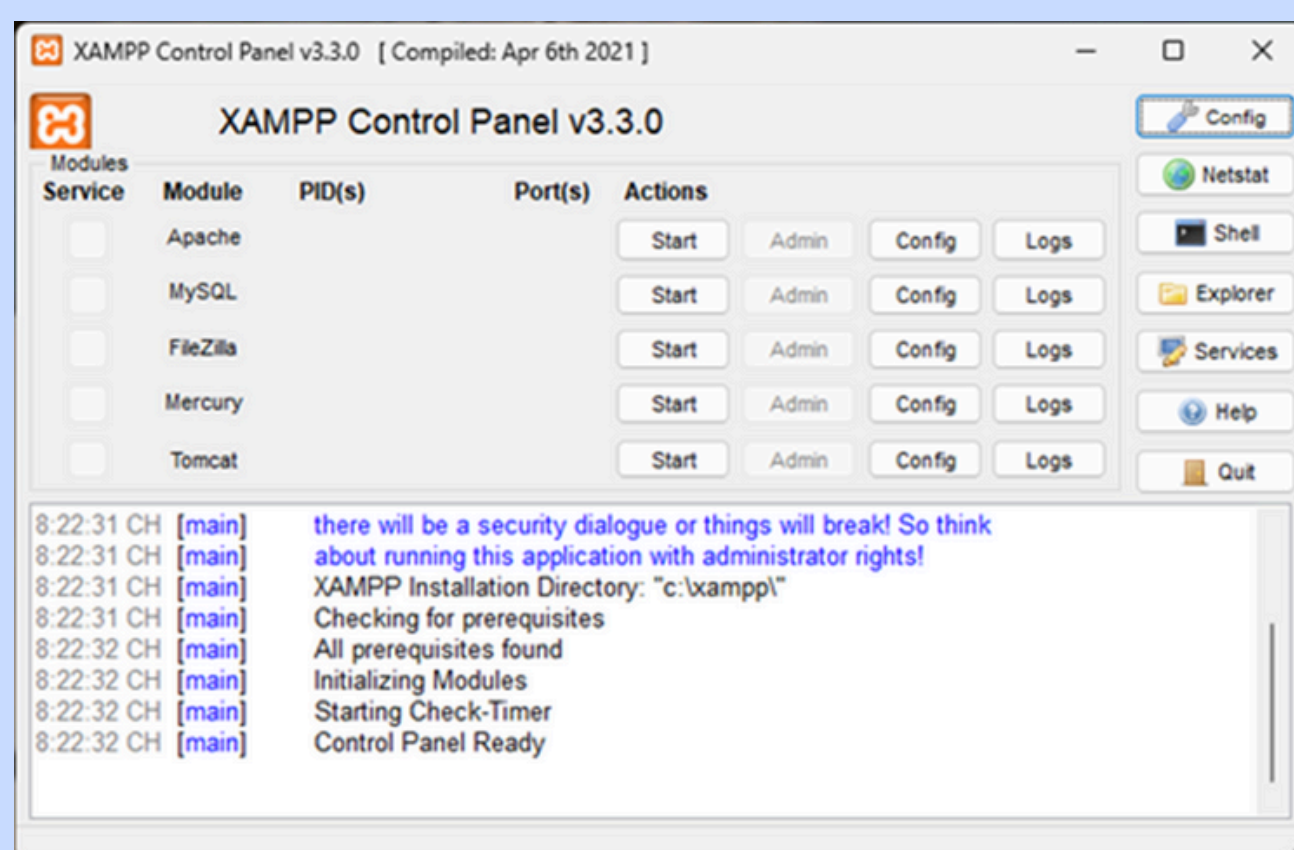 XAMPP Control Panel v3.3.0 [ Compiled: Apr 6th 2021 ]
XAMPP Control Panel v3.3.0
Config
Modules
Service Module PID(s) Port(s) Actions
Netstat
Apache Start Admin Config Logs
Shell
MySQL Start Admin Config Logs
Explorer
FileZilla Start Admin Config Logs
Services
Mercury Start Admin Config Logs
Help
Tomcat Start Admin Config Logs
Quit
8:22:31 CH [main] there will be a security dialogue or things will break! So think
8:22:31 CH [main] about running this application with administrator rights!
8:22:31 CH [main] XAMPP Installation Directory: "c:\xampp\"
8:22:31 CH [main] Checking for prerequisites
8:22:32 CH [main] All prerequisites found
8:22:32 CH [main] Initializing Modules
8:22:32 CH [main] Starting Check-Timer
8:22:32 CH [main] Control Panel Ready